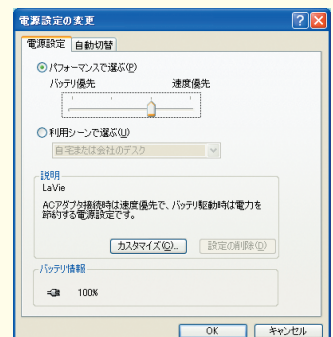 電源設定の変更
電源設定 自動切替
パフォーマンスで選ぶ(P)
バッテリ優先 速度優先
利用シーンで選ぶ(U)
自宅または会社のデスク
説明
LaVie
ACアダプタ接続時は速度優先で、バッテリ駆動時は電力を
節約する電源設定です。
カスタマイズ(C)... 設定の削除(D)
バッテリ情報
100%
OK キャンセル